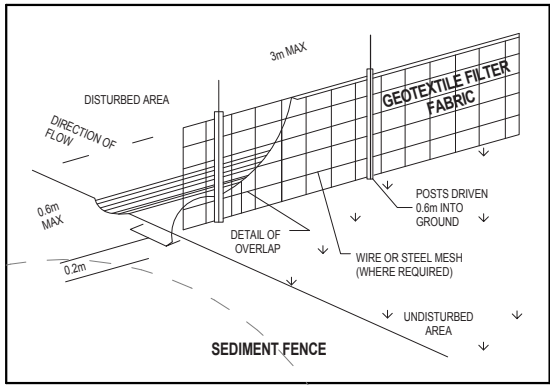 3m MAX
GEOTEXTILE FILTER
FABRIC
DISTURBED AREA
DIRECTION OF
FLOW
0.6m
MAX
POSTS DRIVEN
0.6m INTO
GROUND
DETAIL OF
OVERLAP
WIRE OR STEEL MESH
(WHERE REQUIRED)
0.2m
UNDISTURBED
AREA
SEDIMENT FENCE